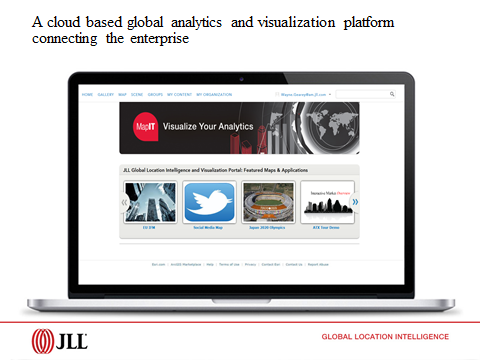 A cloud based global analytics and visualization platform
connecting the enterprise
HOME GALLERY MAP SCENE GROUPS MY CONTENT MY ORGANIZATION
MapIT Visualize Your Analytics
JLL Global Location Intelligence and Visualization Portal: Featured Maps & Applications
Social Media Map
Japan 2020 Olympics
ATX Tour Demo
Esri.com ArcGIS Marketplace Help Terms of Use Privacy Contact Esri Contact us Report Abuse
JLL
GLOBAL LOCATION INTELLIGENCE